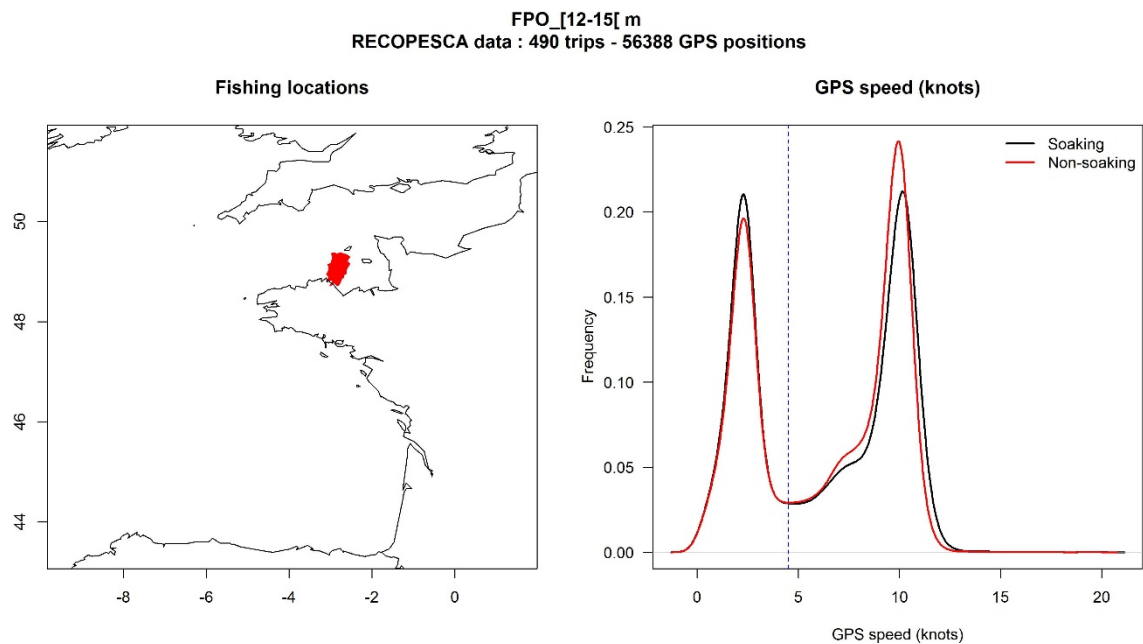 FPO_[12-15[ m
RECOPESCA data : 490 trips - 56388 GPS positions
Fishing locations
50
48
46
44
-8
-6
-4
-2
0
GPS speed (knots)
Soaking
Non-soaking
Frequency
0.25
0.20
0.15
0.10
0.05
0.00
0
5
10
15
20
GPS speed (knots)